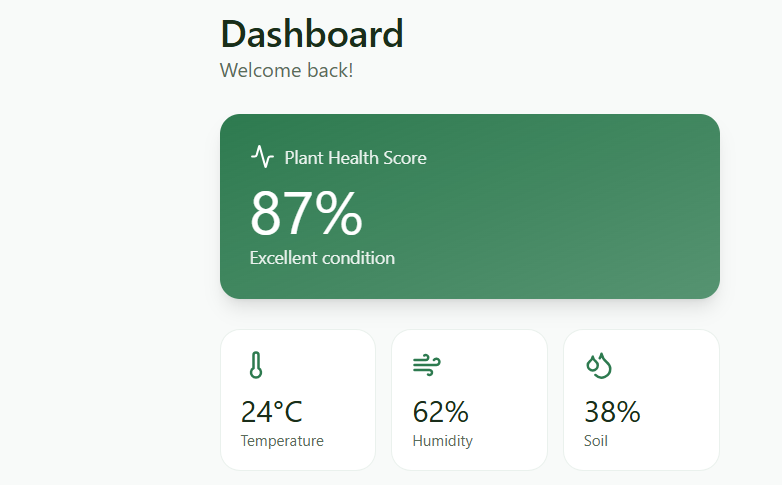 Dashboard
Welcome back!
Plant Health Score
87%
Excellent condition
24°C
Temperature
62%
Humidity
38%
Soil